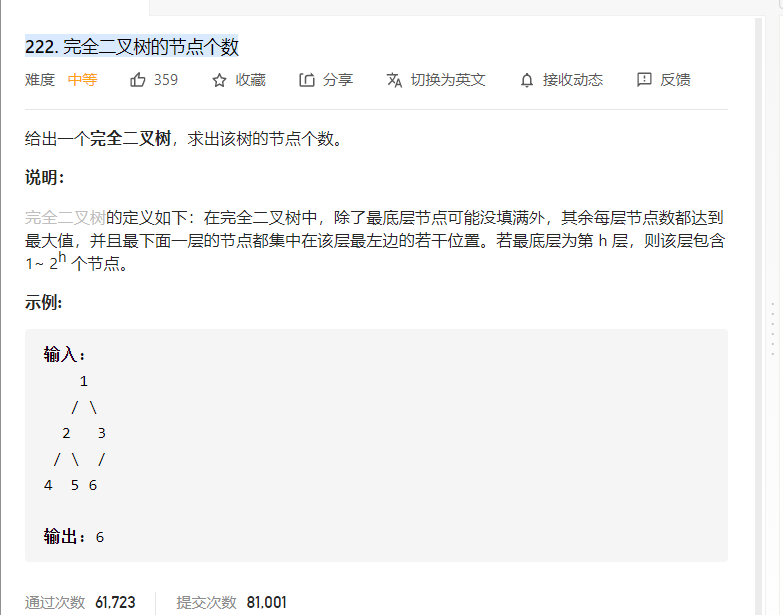 222. 完全二叉树的节点个数
难度 中等 359 收藏 分享 切换为英文 接收动态 反馈
给出一个完全二叉树，求出该树的节点个数。
说明：
完全二叉树的定义如下：在完全二叉树中，除了最底层节点可能没填满外，其余每层节点数都达到
最大值，并且最下面一层的节点都集中在该层最左边的若干位置。若最底层为第 h 层，则该层包含
1~ 2^h 个节点。
示例:
输入:
1
/ \
2 3
/ \ /
4 5 6
输出: 6
通过次数 61,723 提交次数 81,001